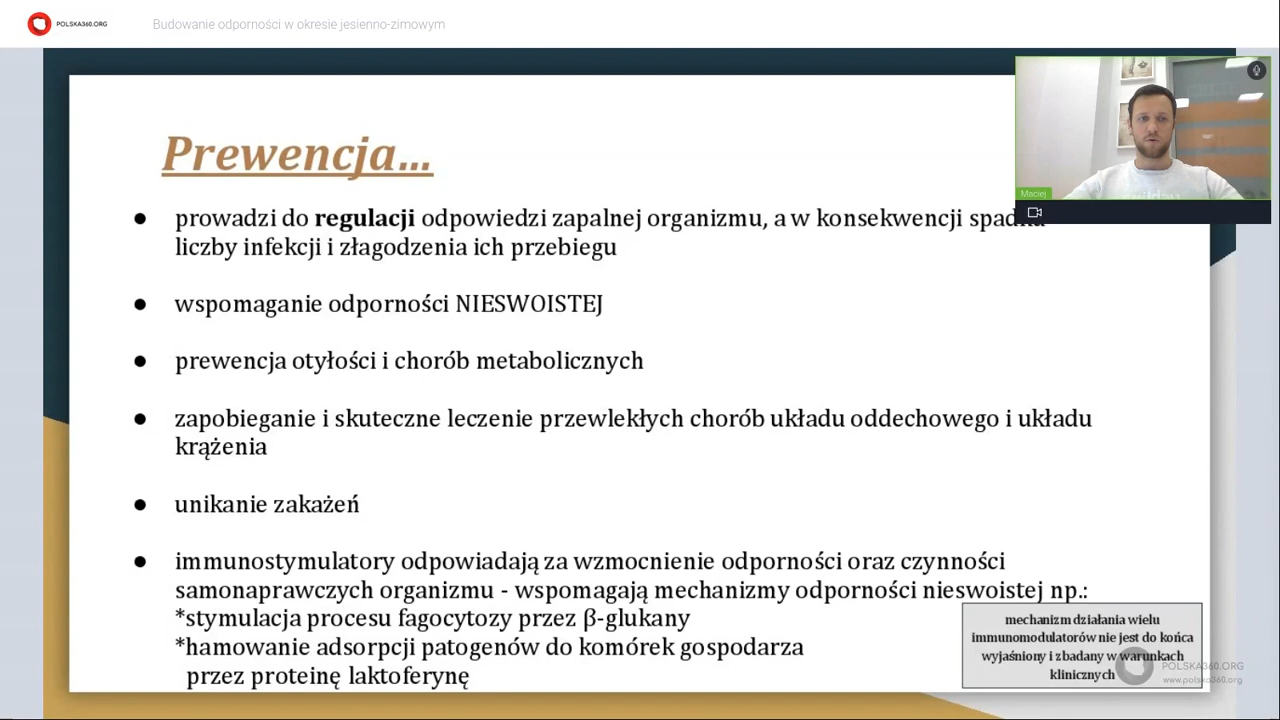 POLSKA360.ORG
Budowanie odporności w okresie jesienno-zimowym
Prewencja...
● prowadzi do regulacji odpowiedzi zapalnej organizmu, a w konsekwencji
liczby infekcji i złagodzenia ich przebiegu
● wspomaganie odporności NIESWOISTEJ
● prewencja otyłości i chorób metabolicznych
● zapobieganie i skuteczne leczenie przewlekłych chorób układu oddechowego i układu
krążenia
● unikanie zakażeń
● immunostymulatory odpowiadają za wzmocnienie odporności oraz czynności
samonaprawczych organizmu - wspomagają mechanizmy odporności nieswoistej np.:
*stymulacja procesu fagocytozy przez β-glukany
*hamowanie adsorpcji patogenów do komórek gospodarza
przez proteinę laktoferynę
Maciej
mechanizm działania wielu
immunomodulatorów nie jest do końca
wyjaśniony i zbadany w warunkach
klinicznych
POLSKA360.ORG
www.polska360.org